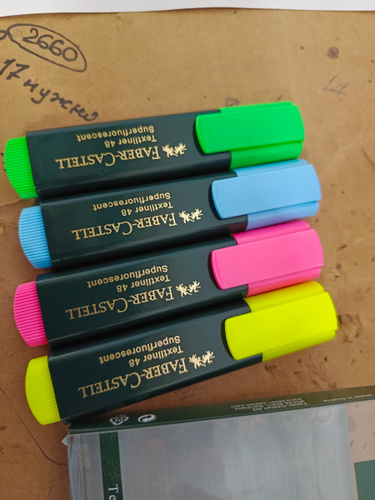 2660
17 нужно
FABER-CASTELL
Textliner 48
Superfluorescent
FABER-CASTELL
Textliner 48
Superfluorescent
FABER-CASTELL
Textliner 48
Superfluorescent
FABER-CASTELL
Textliner 48
Superfluorescent
Te